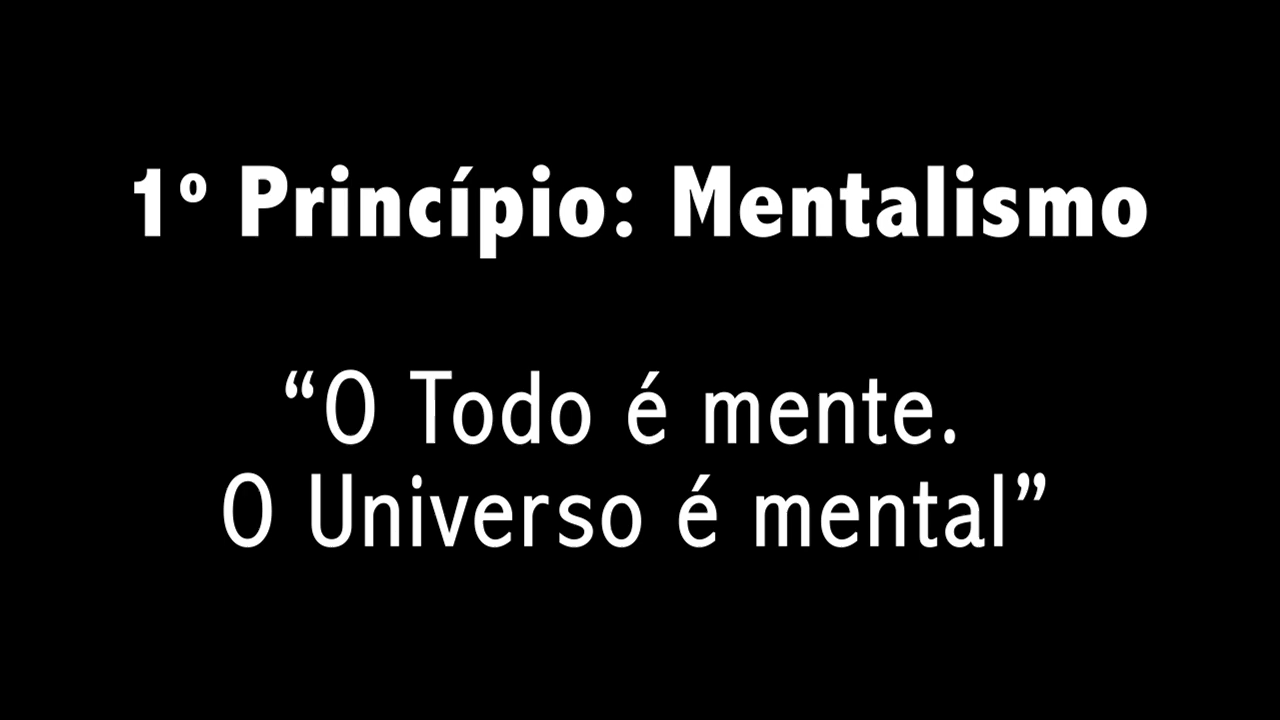 1º Princípio: Mentalismo
“O Todo é mente.
O Universo é mental”